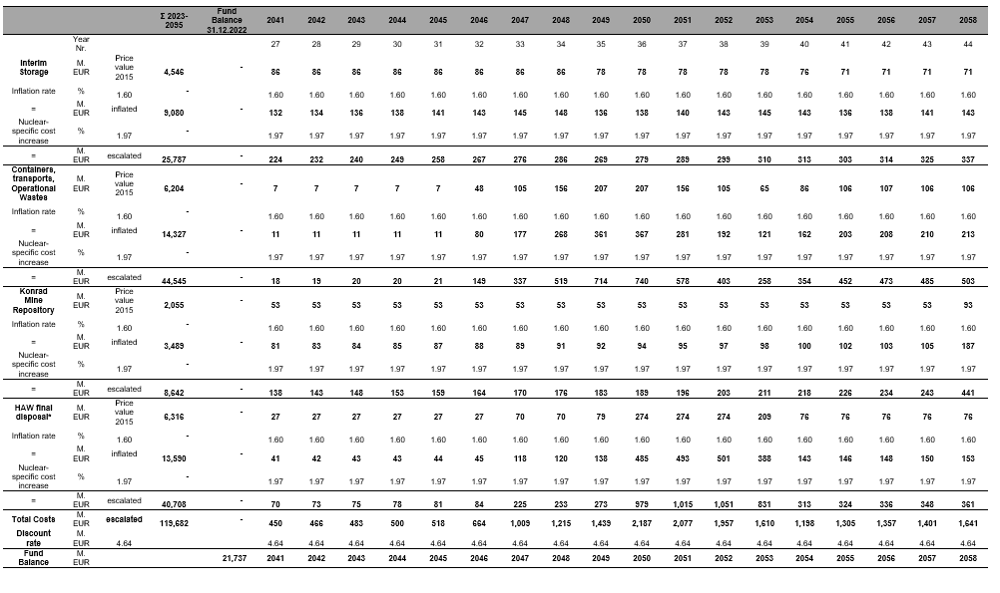 Σ 2023-2095 Fund Balance 31.12.2022 2041 2042 2043 2044 2045 2046 2047 2048 2049 2050 2051 2052 2053 2054 2055 2056 2057 2058
Year Nr. 27 28 29 30 31 32 33 34 35 36 37 38 39 40 41 42 43 44
Interim Storage M. EUR Price value 2015 4,546 - 86 86 86 86 86 86 86 86 78 78 78 78 78 76 71 71 71 71
Inflation rate % 1.60 - 1.60 1.60 1.60 1.60 1.60 1.60 1.60 1.60 1.60 1.60 1.60 1.60 1.60 1.60 1.60 1.60 1.60 1.60
= M. EUR inflated 9,080 - 132 134 136 138 141 143 145 148 136 138 140 143 145 143 136 138 141 143
Nuclear-specific cost increase % 1.97 - 1.97 1.97 1.97 1.97 1.97 1.97 1.97 1.97 1.97 1.97 1.97 1.97 1.97 1.97 1.97 1.97 1.97 1.97
= M. EUR escalated 25,787 - 224 232 240 249 258 267 276 286 269 279 289 299 310 313 303 314 325 337
Containers, transports, Operational Wastes M. EUR Price value 2015 6,204 - 7 7 7 7 7 48 105 156 207 207 156 105 65 86 106 107 106 106
Inflation rate % 1.60 - 1.60 1.60 1.60 1.60 1.60 1.60 1.60 1.60 1.60 1.60 1.60 1.60 1.60 1.60 1.60 1.60 1.60 1.60
= M. EUR inflated 14,327 - 11 11 11 11 11 80 177 268 361 367 281 192 121 162 203 208 210 213
Nuclear-specific cost increase % 1.97 - 1.97 1.97 1.97 1.97 1.97 1.97 1.97 1.97 1.97 1.97 1.97 1.97 1.97 1.97 1.97 1.97 1.97 1.97
= M. EUR escalated 44,545 - 18 19 20 20 21 149 337 519 714 740 578 403 258 354 452 473 485 503
Konrad Mine Repository M. EUR Price value 2015 2,055 - 53 53 53 53 53 53 53 53 53 53 53 53 53 53 53 53 53 93
Inflation rate % 1.60 - 1.60 1.60 1.60 1.60 1.60 1.60 1.60 1.60 1.60 1.60 1.60 1.60 1.60 1.60 1.60 1.60 1.60 1.60
= M. EUR inflated 3,489 - 81 83 84 85 87 88 89 91 92 94 95 97 98 100 102 103 105 187
Nuclear-specific cost increase % 1.97 - 1.97 1.97 1.97 1.97 1.97 1.97 1.97 1.97 1.97 1.97 1.97 1.97 1.97 1.97 1.97 1.97 1.97 1.97
= M. EUR escalated 8,642 - 138 143 148 153 159 164 170 176 183 189 196 203 211 218 226 234 243 441
HAW final disposal* M. EUR Price value 2015 6,316 - 27 27 27 27 27 27 70 70 79 274 274 274 209 76 76 76 76 76
Inflation rate % 1.60 - 1.60 1.60 1.60 1.60 1.60 1.60 1.60 1.60 1.60 1.60 1.60 1.60 1.60 1.60 1.60 1.60 1.60 1.60
= M. EUR inflated 13,590 - 41 42 43 43 44 45 118 120 138 485 493 501 388 143 146 148 150 153
Nuclear-specific cost increase % 1.97 - 1.97 1.97 1.97 1.97 1.97 1.97 1.97 1.97 1.97 1.97 1.97 1.97 1.97 1.97 1.97 1.97 1.97 1.97
= M. EUR escalated 40,708 - 70 73 75 78 81 84 225 233 273 979 1,015 1,051 831 313 324 336 348 361
Total Costs M. EUR escalated 119,682 - 450 466 483 500 518 664 1,009 1,215 1,439 2,187 2,077 1,957 1,610 1,198 1,305 1,357 1,401 1,641
Discount rate M. EUR 4.64 4.64 4.64 4.64 4.64 4.64 4.64 4.64 4.64 4.64 4.64 4.64 4.64 4.64 4.64 4.64 4.64 4.64 4.64
Fund Balance M. EUR 21,737 2041 2042 2043 2044 2045 2046 2047 2048 2049 2050 2051 2052 2053 2054 2055 2056 2057 2058